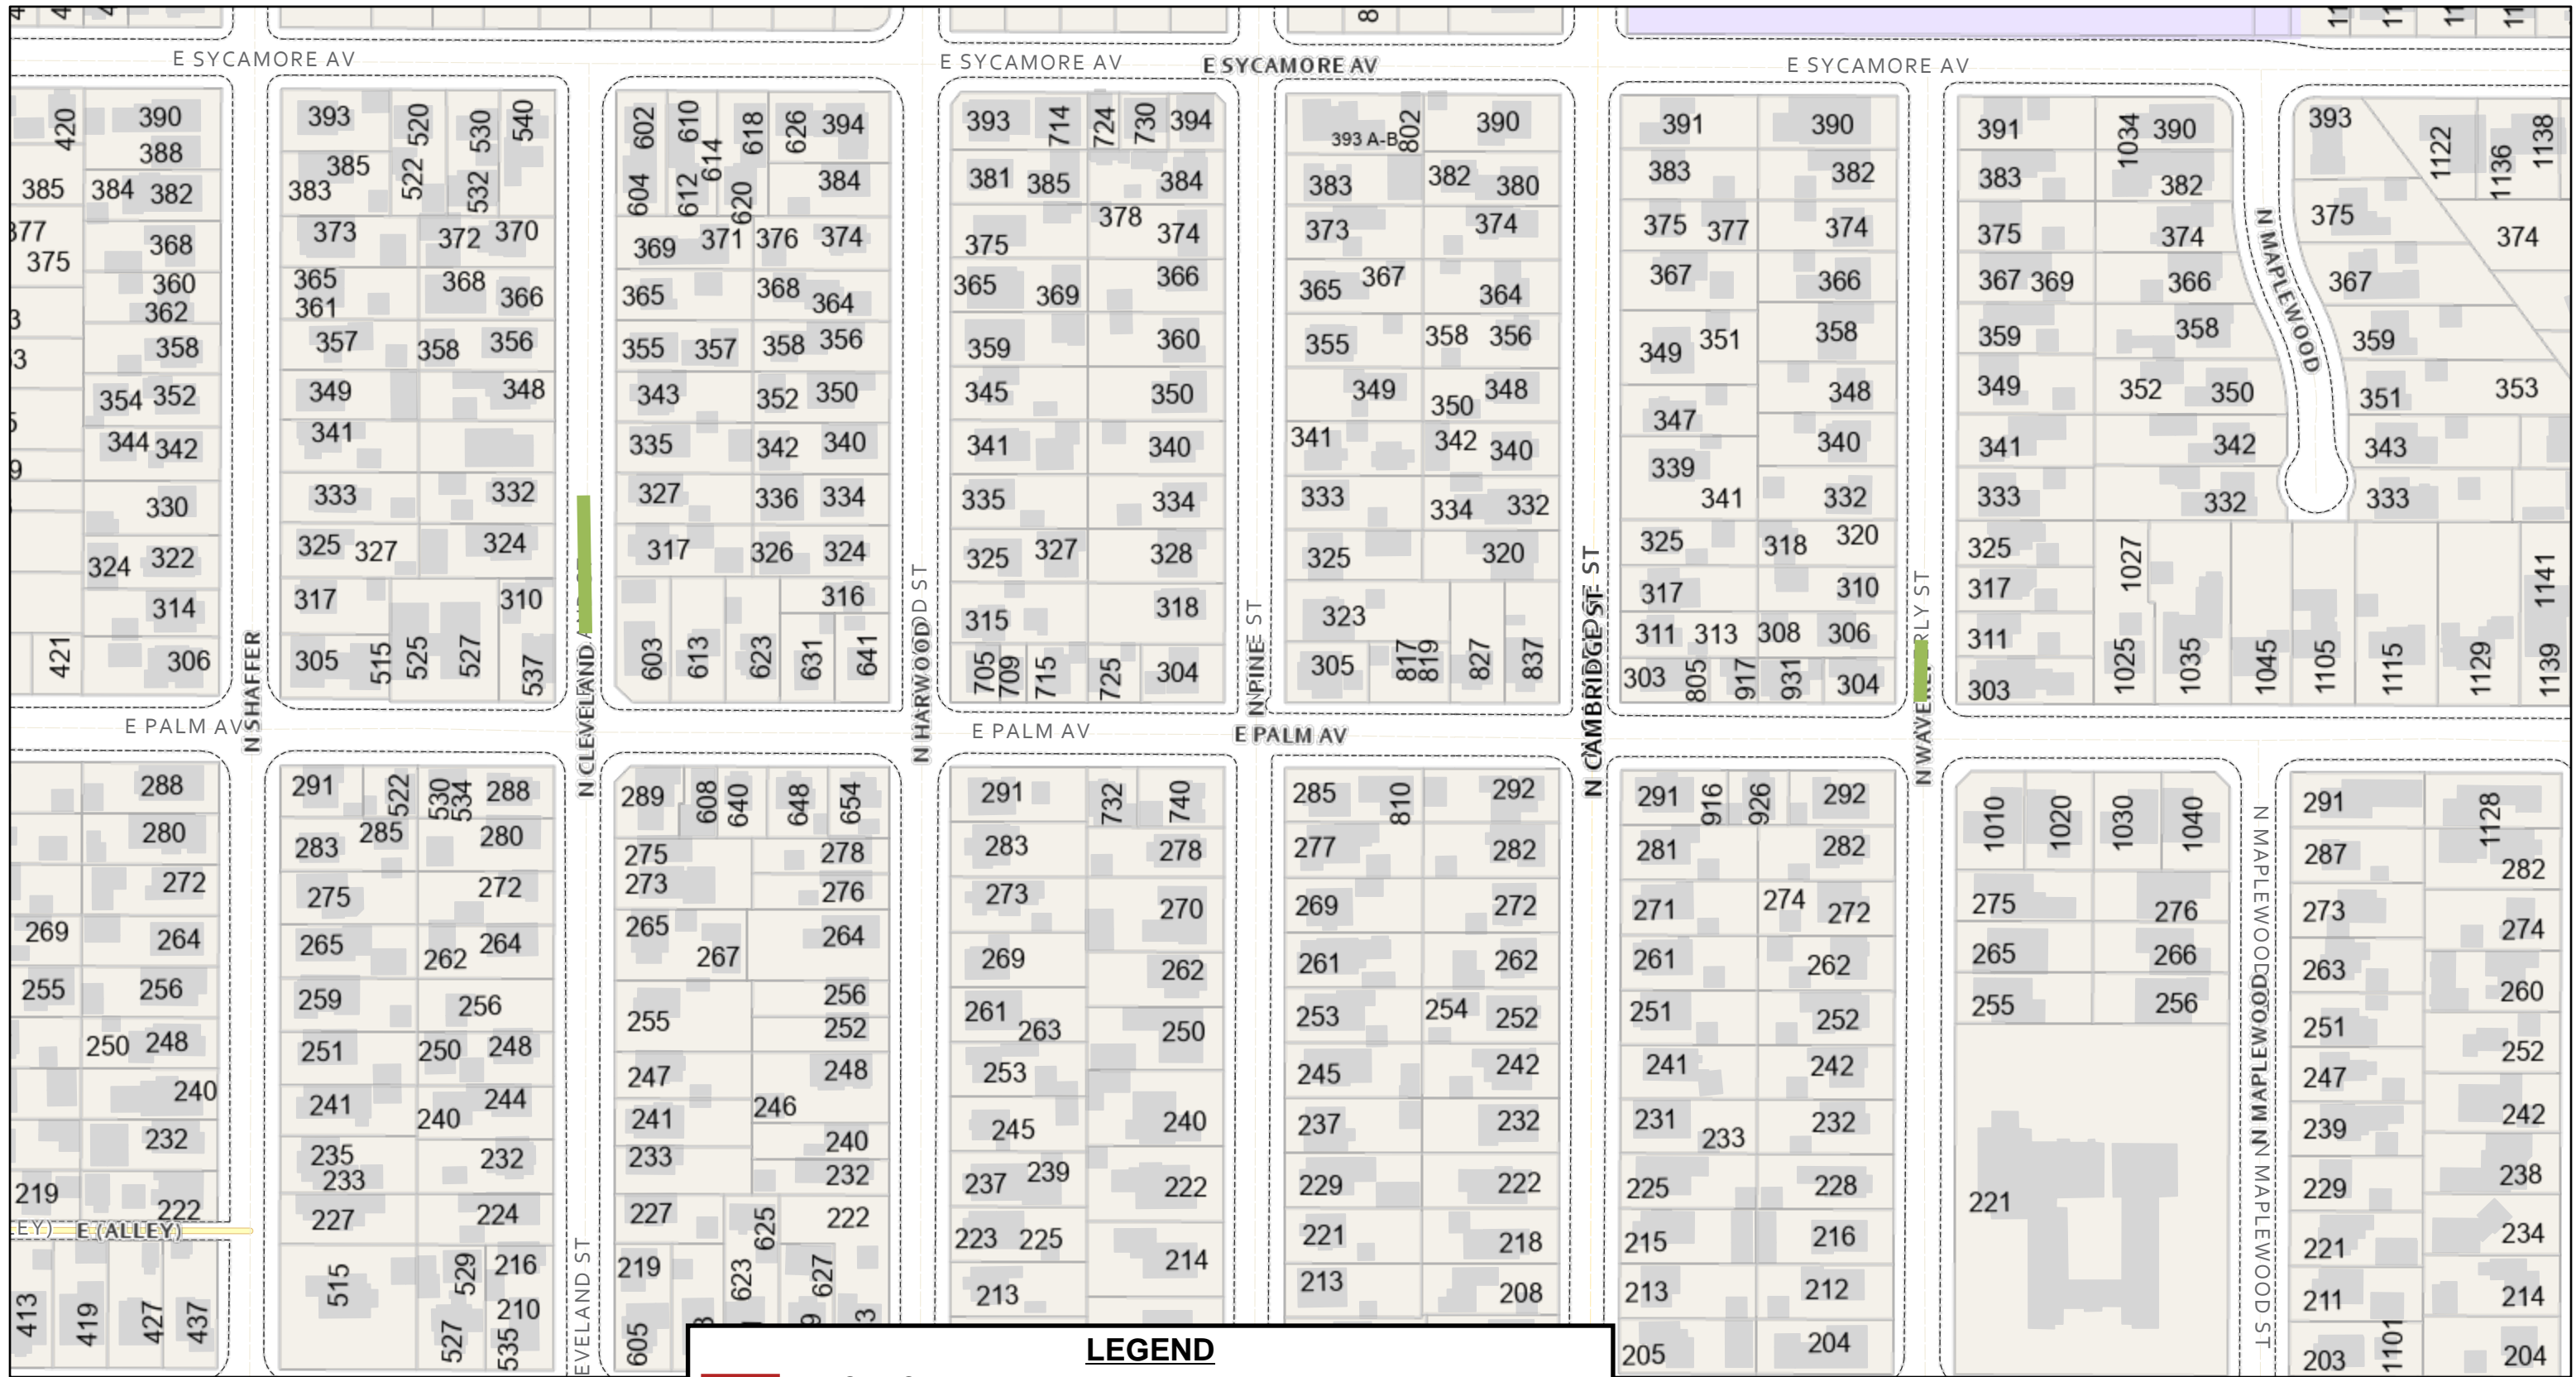 E SYCAMORE AV E SYCAMORE AV E SYCAMORE AV E SYCAMORE AV
420 390 388 385 384 382 375 368 360 362 358 354 352 344 342 330 324 322 314 421 306
393 520 530 540 385 383 522 532 373 372 370 365 361 368 366 357 358 356 349 348 341 333 332 325 327 324 317 310 305 515 525 527 537
602 610 614 618 626 394 604 612 620 384 369 371 376 374 365 368 364 355 357 358 356 343 352 350 335 342 340 327 336 334 317 326 324 316 603 613 623 631 641
393 714 724 730 394 381 385 384 378 375 374 365 369 366 359 360 345 350 341 340 335 334 325 327 328 315 318 705 709 715 725 304
393 A-B 802 390 383 382 380 373 374 365 367 364 355 358 356 349 350 348 341 342 340 333 334 332 325 320 323 305 817 819 827 837
391 390 383 382 375 377 374 367 366 349 351 358 347 348 339 340 341 332 325 318 320 317 310 311 313 308 306 303 805 917 931 304
391 1034 390 383 382 375 374 367 369 366 359 358 349 352 350 341 342 333 332 325 317 311 303 1027 1025 1035 1045 1105 1115 1129 1139 1141
393 1122 1136 1138 375 374 367 359 351 353 343 333
N SHAFFER
N CLEVELAND
N HARWOOD ST
N PINE ST
N CAMBRIDGE ST
N WAVERLY ST
N MAPLEWOOD
E PALM AV E PALM AV E PALM AV
288 280 272 269 264 255 256 250 248 240 232 219 222
E (ALLEY)
413 419 427 437
291 522 530 534 288 283 285 280 275 272 265 262 264 259 256 251 250 248 241 240 244 235 233 232 227 224 515 529 216 210 527 535
289 608 640 648 654 275 273 278 276 265 267 264 255 256 252 247 248 241 246 240 233 232 227 625 222 219 623 627 605
291 732 740 283 278 273 270 269 262 261 263 250 253 245 240 237 239 222 223 225 214 213
285 810 292 277 282 269 272 261 262 253 254 252 245 242 237 232 229 222 221 218 213 208
291 916 926 292 281 282 271 274 272 261 262 251 252 241 242 231 233 232 225 228 215 216 213 212 205 204
1010 1020 1030 1040 275 276 265 266 255 256 221
N MAPLEWOOD ST
N MAPLEWOOD
N MAPLEWOOD ST
291 1128 287 282 273 274 263 260 251 252 247 239 242 229 238 221 234 211 214 203 1101 204
LEGEND